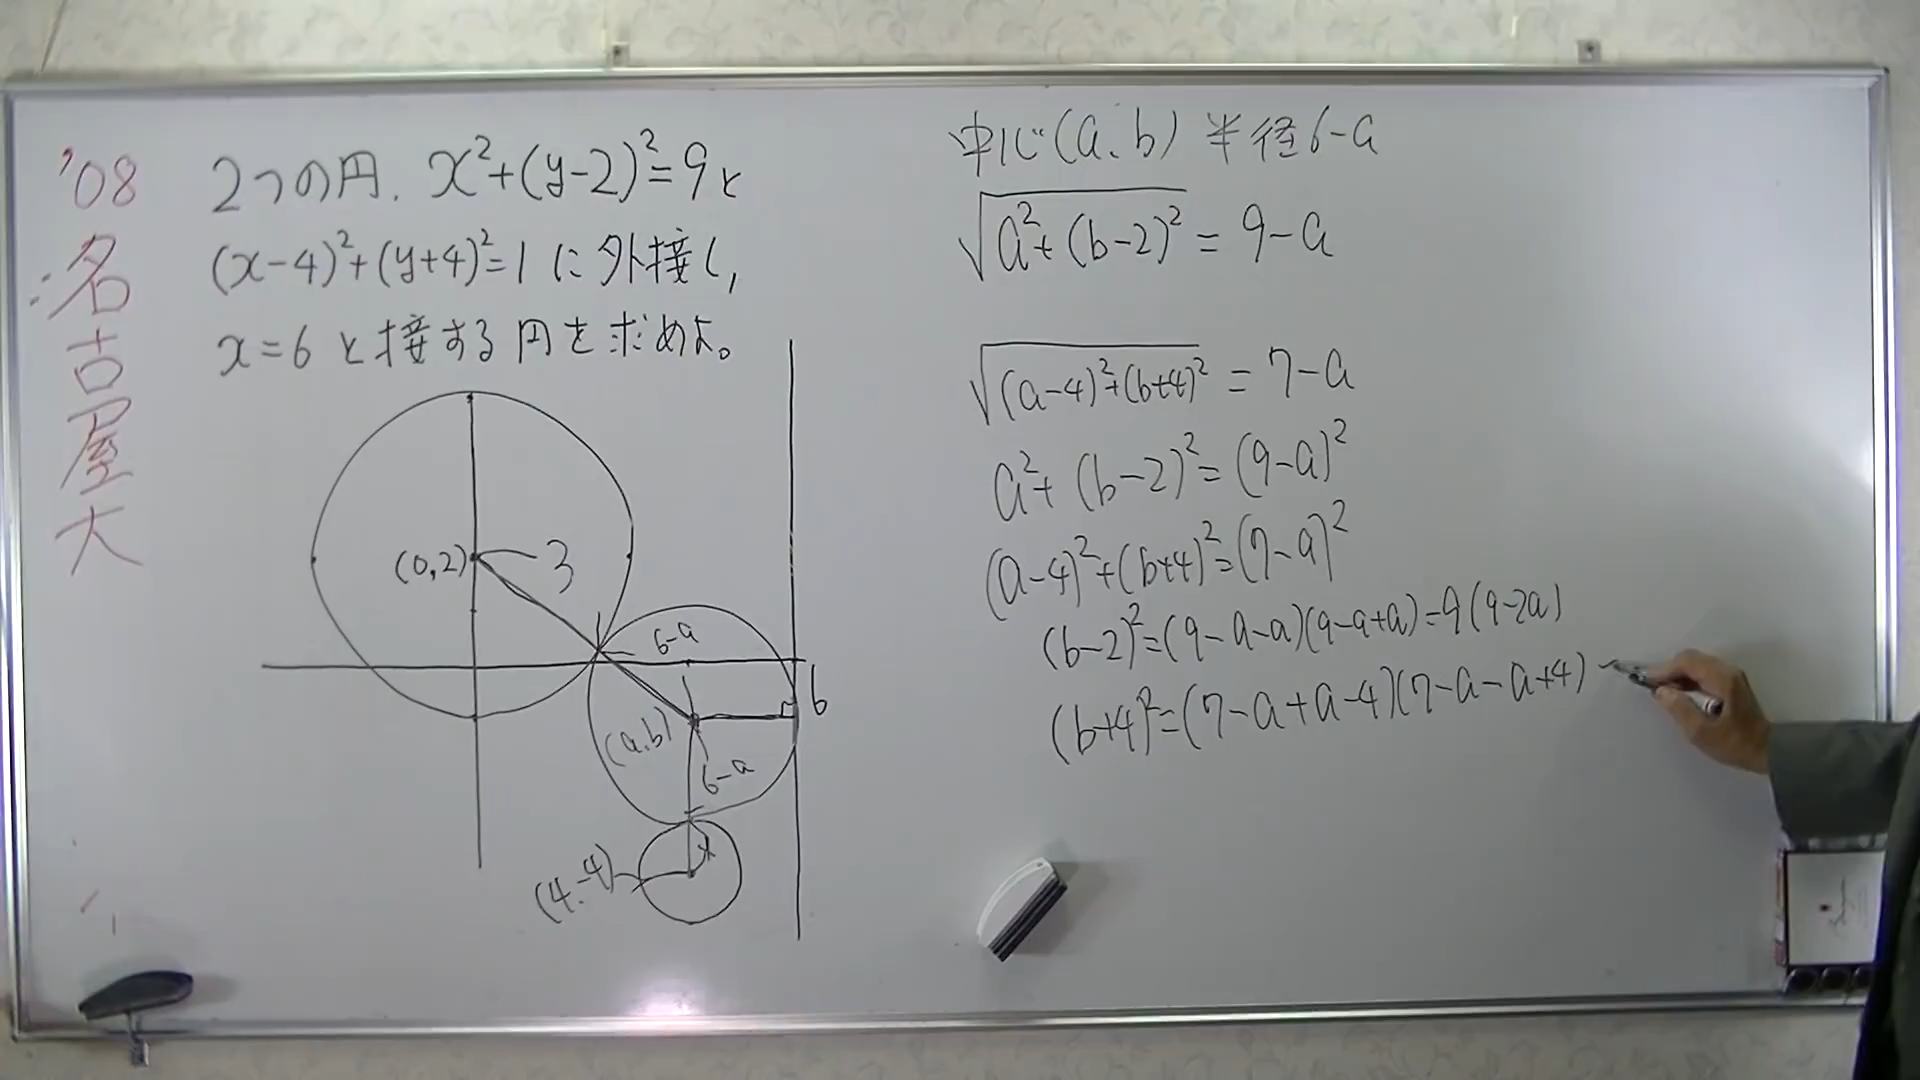 '08
名古屋大
2つの円. x²+(y-2)²=9と
(x-4)²+(y+4)²=1 に外接し,
x=6 と接する円を求めよ。
(0,2)
3
6-a
6
(a.b)
6-a
1
(4.-4)
中心(a.b) 半径6-a
√a²+(b-2)² = 9-a
√(a-4)²+(b+4)² = 7-a
a²+(b-2)²=(9-a)²
(a-4)²+(b+4)²=(7-a)²
(b-2)²=(9-a-a)(9-a+a)=9(9-2a)
(b+4)²=(7-a+a-4)(7-a-a+4)